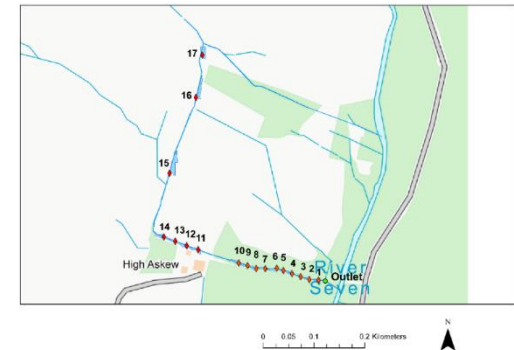 17
16
15
14 13 12 11
High Askew
10 9 8 7 6 5 4 3 2 1
River
Outlet
Seven
N
0 0.05 0.1 0.2 Kilometers